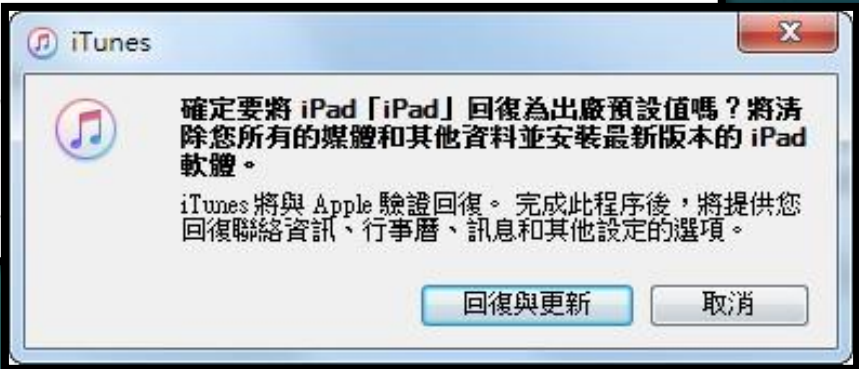 iTunes
確定要將 iPad「iPad」回復為出廠預設值嗎？將清
除您所有的媒體和其他資料並安裝最新版本的 iPad
軟體。
iTunes 將與 Apple 驗證回復。 完成此程序後，將提供您
回復聯絡資訊、行事曆、訊息和其他設定的選項。
回復與更新
取消